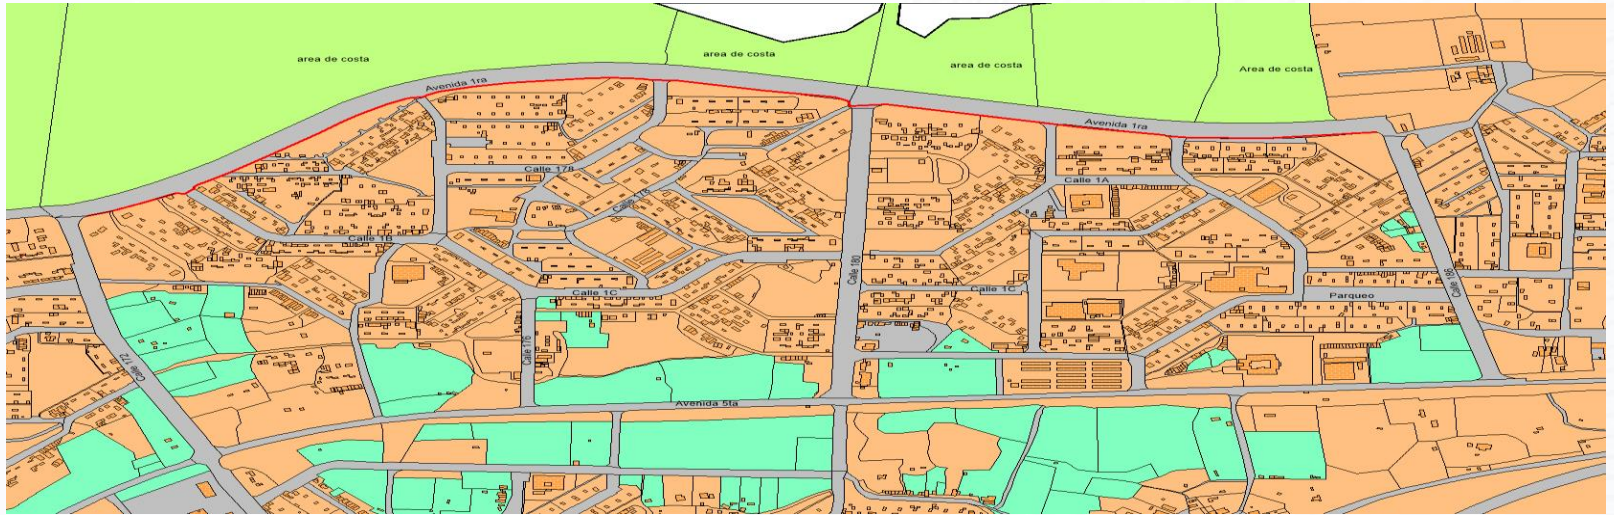 area de costa
area de costa
area de costa
Area de costa
Avenida 1ra
Avenida 1ra
Calle 178
Calle 1A
Calle 1B
Calle 180
Calle 186
Calle 1C
Calle 1C
Parqueo
Calle 172
Calle 176
Avenida 5ta